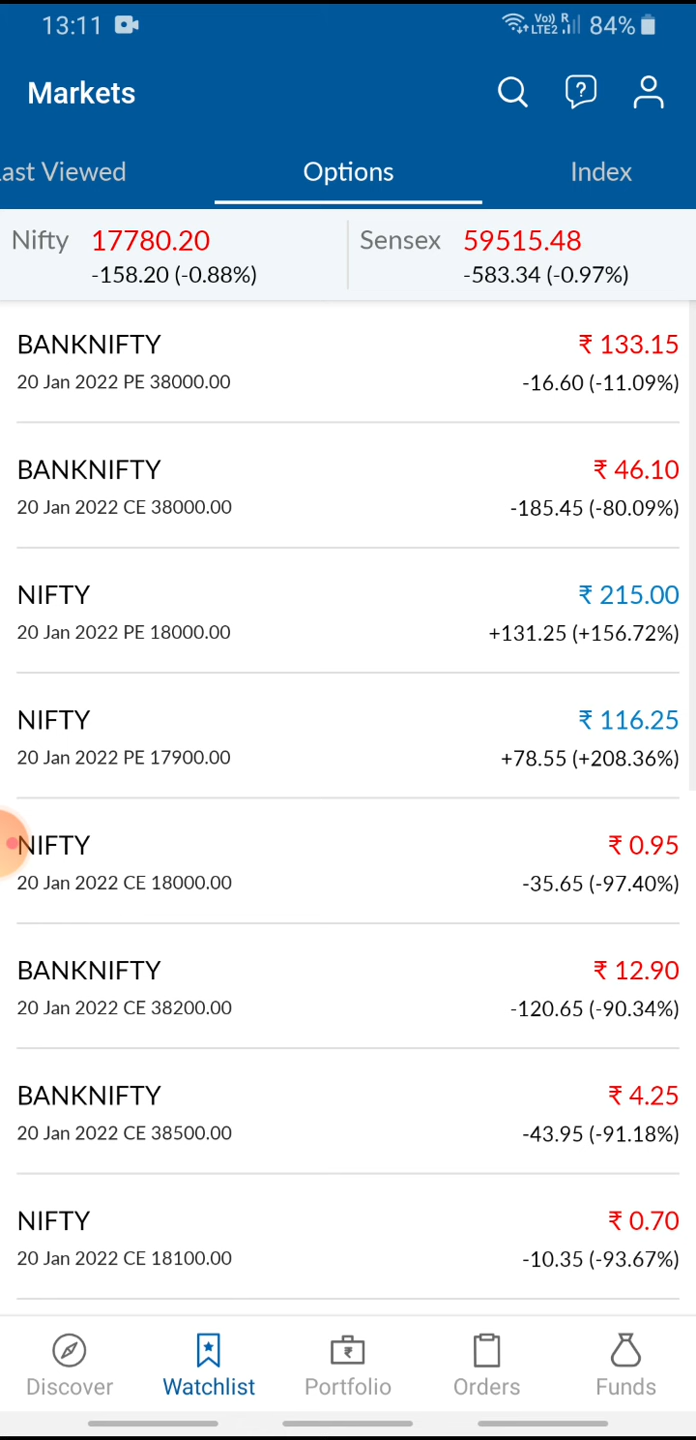 13:11 Vo) R LTE2 84%
Markets
ast Viewed Options Index
Nifty 17780.20 Sensex 59515.48
-158.20 (-0.88%) -583.34 (-0.97%)
BANKNIFTY ₹ 133.15
20 Jan 2022 PE 38000.00 -16.60 (-11.09%)
BANKNIFTY ₹ 46.10
20 Jan 2022 CE 38000.00 -185.45 (-80.09%)
NIFTY ₹ 215.00
20 Jan 2022 PE 18000.00 +131.25 (+156.72%)
NIFTY ₹ 116.25
20 Jan 2022 PE 17900.00 +78.55 (+208.36%)
NIFTY ₹ 0.95
20 Jan 2022 CE 18000.00 -35.65 (-97.40%)
BANKNIFTY ₹ 12.90
20 Jan 2022 CE 38200.00 -120.65 (-90.34%)
BANKNIFTY ₹ 4.25
20 Jan 2022 CE 38500.00 -43.95 (-91.18%)
NIFTY ₹ 0.70
20 Jan 2022 CE 18100.00 -10.35 (-93.67%)
Discover Watchlist Portfolio Orders Funds